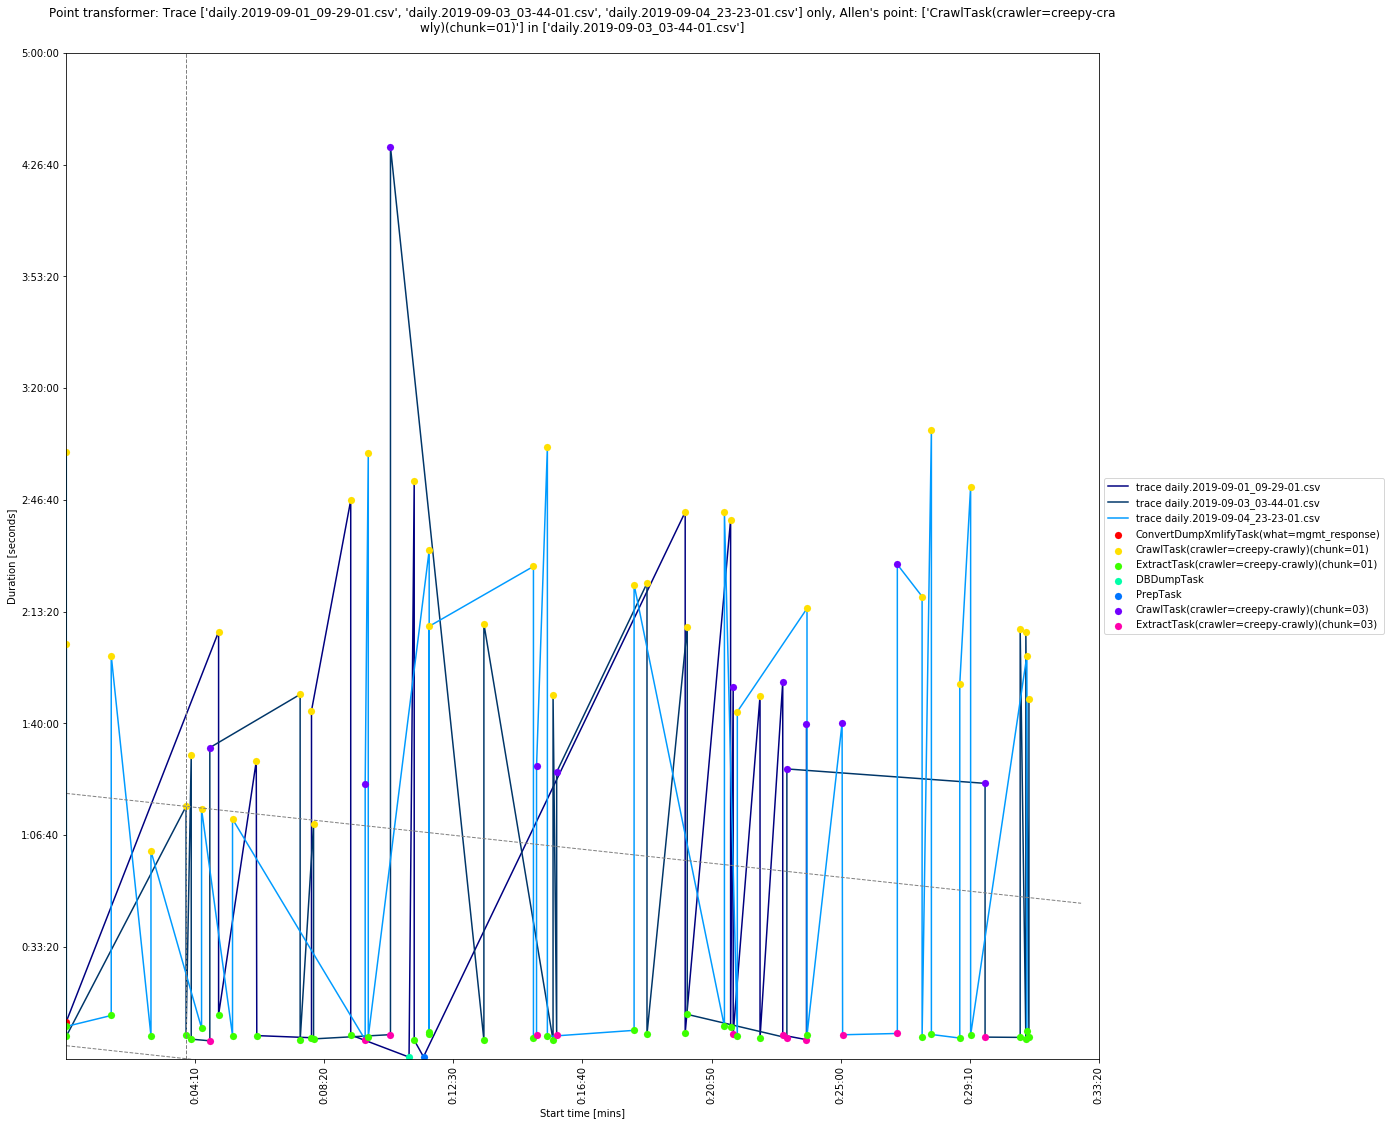 Point transformer: Trace ['daily.2019-09-01_09-29-01.csv', 'daily.2019-09-03_03-44-01.csv', 'daily.2019-09-04_23-23-01.csv'] only, Allen's point: ['CrawlTask(crawler=creepy-cra
wly)(chunk=01)'] in ['daily.2019-09-03_03-44-01.csv']
5:00:00
4:26:40
3:53:20
3:20:00
2:46:40
2:13:20
1:40:00
1:06:40
0:33:20
Duration [seconds]
0:04:10
0:08:20
0:12:30
0:16:40
0:20:50
0:25:00
0:29:10
0:33:20
Start time [mins]
trace daily.2019-09-01_09-29-01.csv
trace daily.2019-09-03_03-44-01.csv
trace daily.2019-09-04_23-23-01.csv
ConvertDumpXmlifyTask(what=mgmt_response)
CrawlTask(crawler=creepy-crawly)(chunk=01)
ExtractTask(crawler=creepy-crawly)(chunk=01)
DBDumpTask
PrepTask
CrawlTask(crawler=creepy-crawly)(chunk=03)
ExtractTask(crawler=creepy-crawly)(chunk=03)